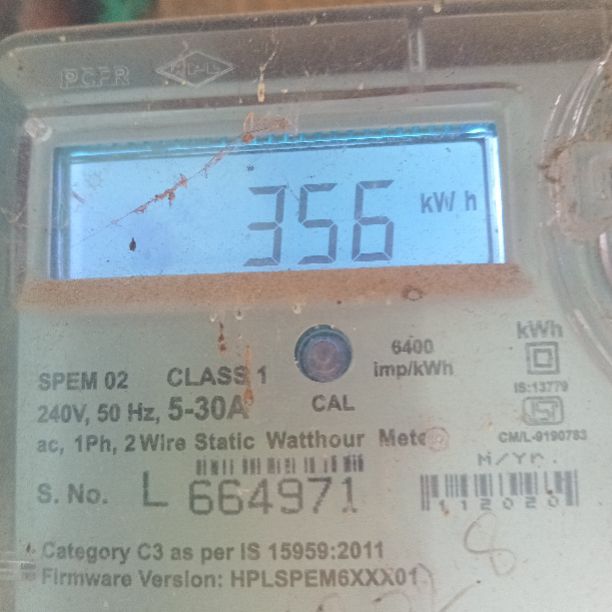 356 kWh
kWh
6400
imp/kWh
SPEM 02 CLASS 1
IS:13779
240V, 50 Hz, 5-30A
CAL
CM/L-9190783
ac, 1Ph, 2 Wire Static Watthour Meter
M/Yr.
S. No. L 664971
112020
Category C3 as per IS 15959:2011
Firmware Version: HPLSPEM6XXX01